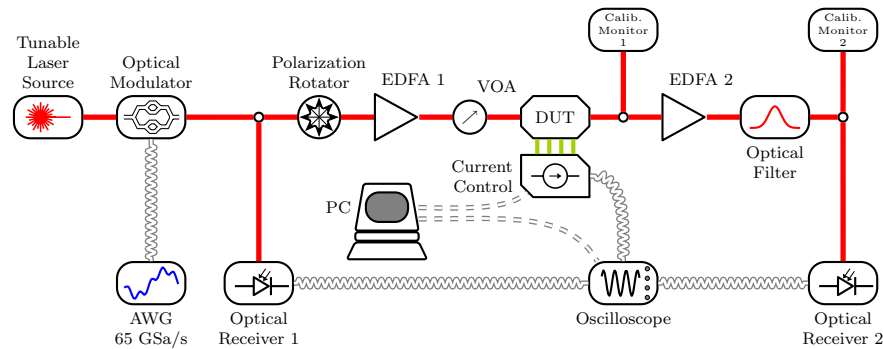 Calib.
Monitor
1
Calib.
Monitor
2
Tunable
Laser
Source
Optical
Modulator
Polarization
Rotator
EDFA 1
VOA
DUT
EDFA 2
Optical
Filter
Current
Control
PC
AWG
65 GSa/s
Optical
Receiver 1
Oscilloscope
Optical
Receiver 2